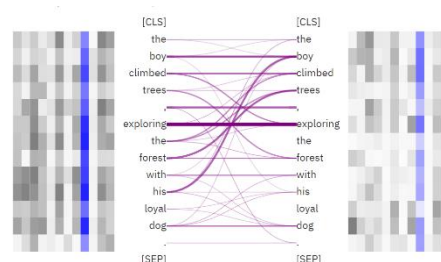 [CLS] [CLS]
the the
boy boy
climbed climbed
trees trees
, ,
exploring exploring
the the
forest forest
with with
his his
loyal loyal
dog dog
. .
[SEP] [SEP]